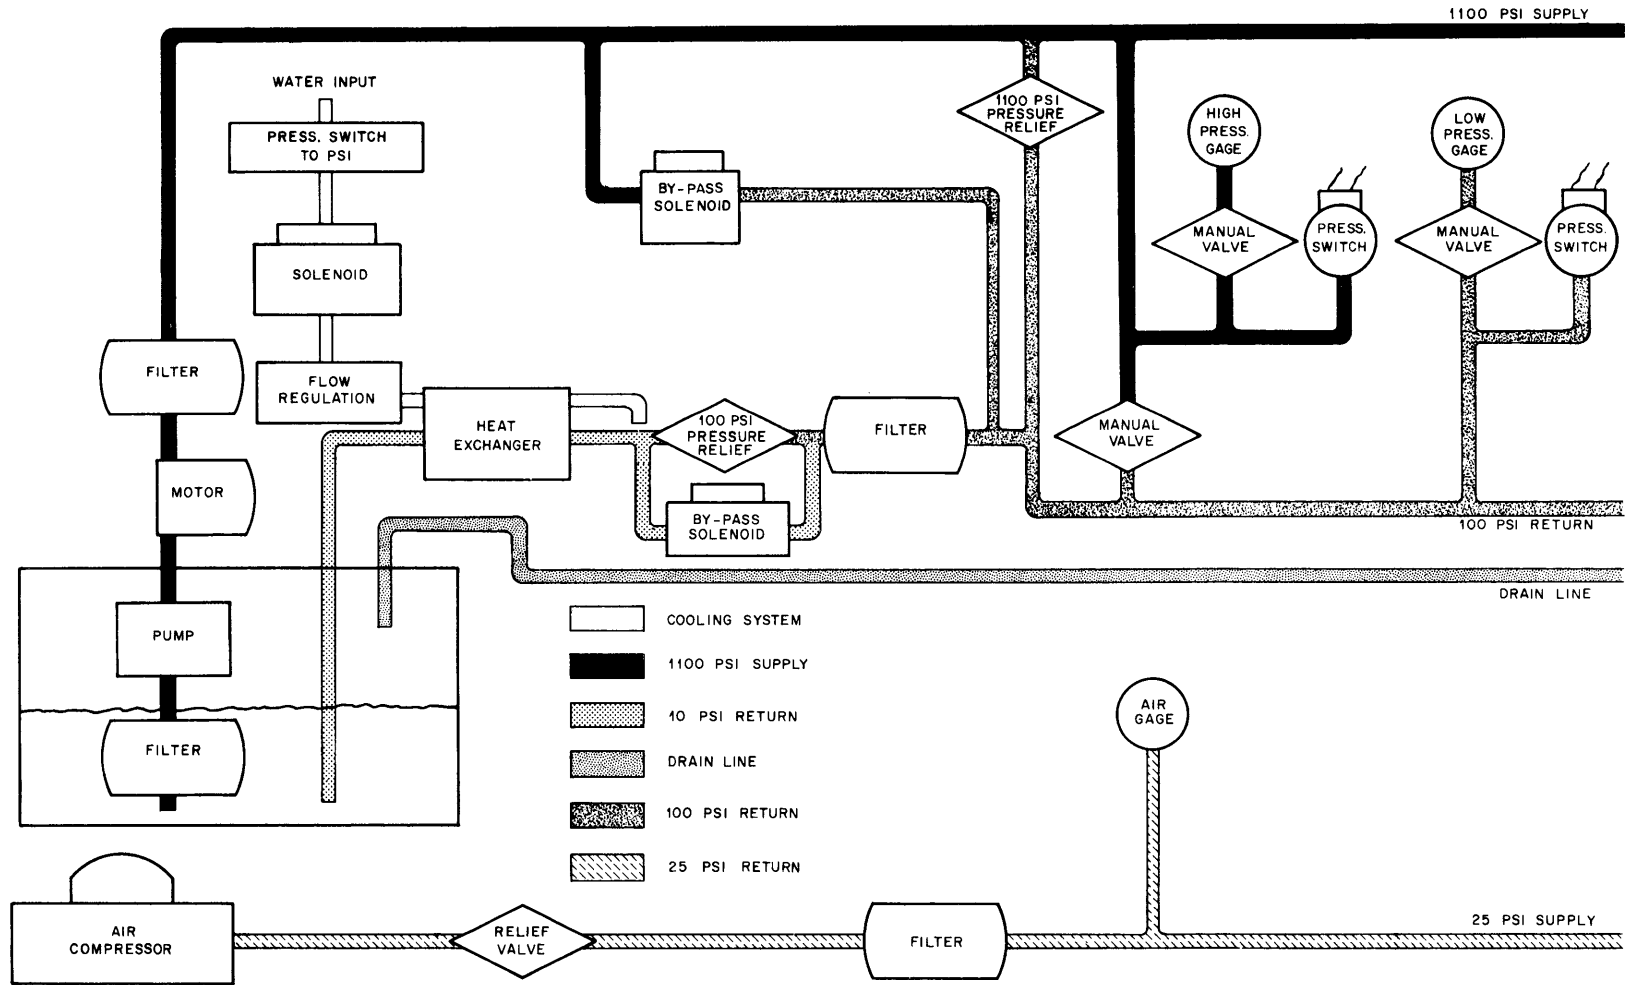 1100 PSI SUPPLY
WATER INPUT
PRESS. SWITCH
TO PSI
SOLENOID
FLOW
REGULATION
FILTER
MOTOR
PUMP
FILTER
HEAT
EXCHANGER
BY-PASS
SOLENOID
1100 PSI
PRESSURE
RELIEF
100 PSI
PRESSURE
RELIEF
BY-PASS
SOLENOID
FILTER
HIGH
PRESS.
GAGE
MANUAL
VALVE
PRESS.
SWITCH
LOW
PRESS.
GAGE
MANUAL
VALVE
PRESS.
SWITCH
MANUAL
VALVE
100 PSI RETURN
DRAIN LINE
COOLING SYSTEM
1100 PSI SUPPLY
10 PSI RETURN
DRAIN LINE
100 PSI RETURN
25 PSI RETURN
AIR
GAGE
AIR
COMPRESSOR
RELIEF
VALVE
FILTER
25 PSI SUPPLY